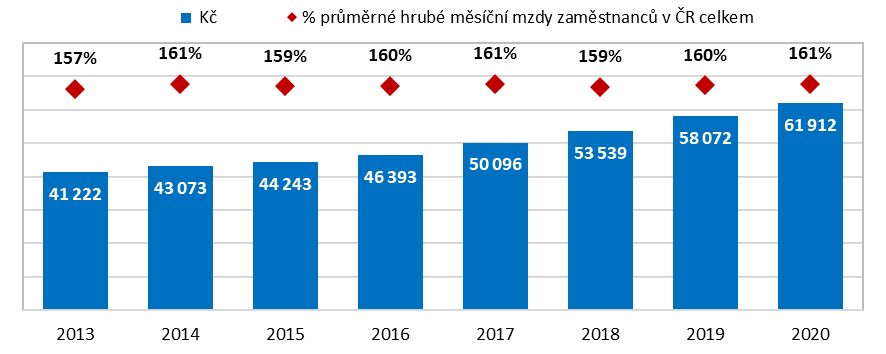 Kč % průměrné hrubé měsíční mzdy zaměstnanců v ČR celkem
157% 161% 159% 160% 161% 159% 160% 161%
41 222 43 073 44 243 46 393 50 096 53 539 58 072 61 912
2013 2014 2015 2016 2017 2018 2019 2020